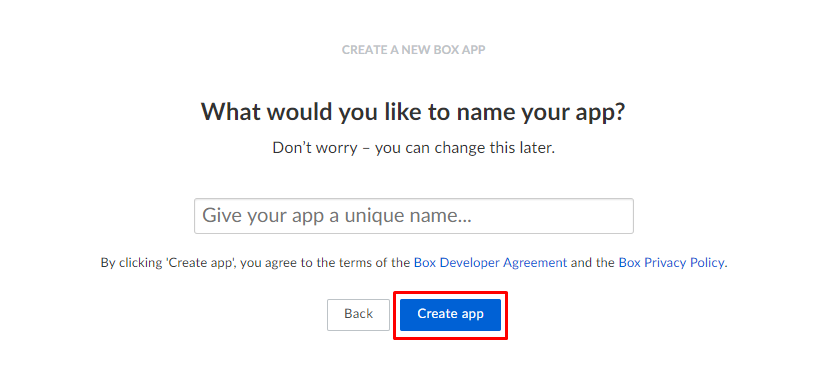 CREATE A NEW BOX APP
What would you like to name your app?
Don’t worry – you can change this later.
Give your app a unique name...
By clicking 'Create app', you agree to the terms of the Box Developer Agreement and the Box Privacy Policy.
Back Create app